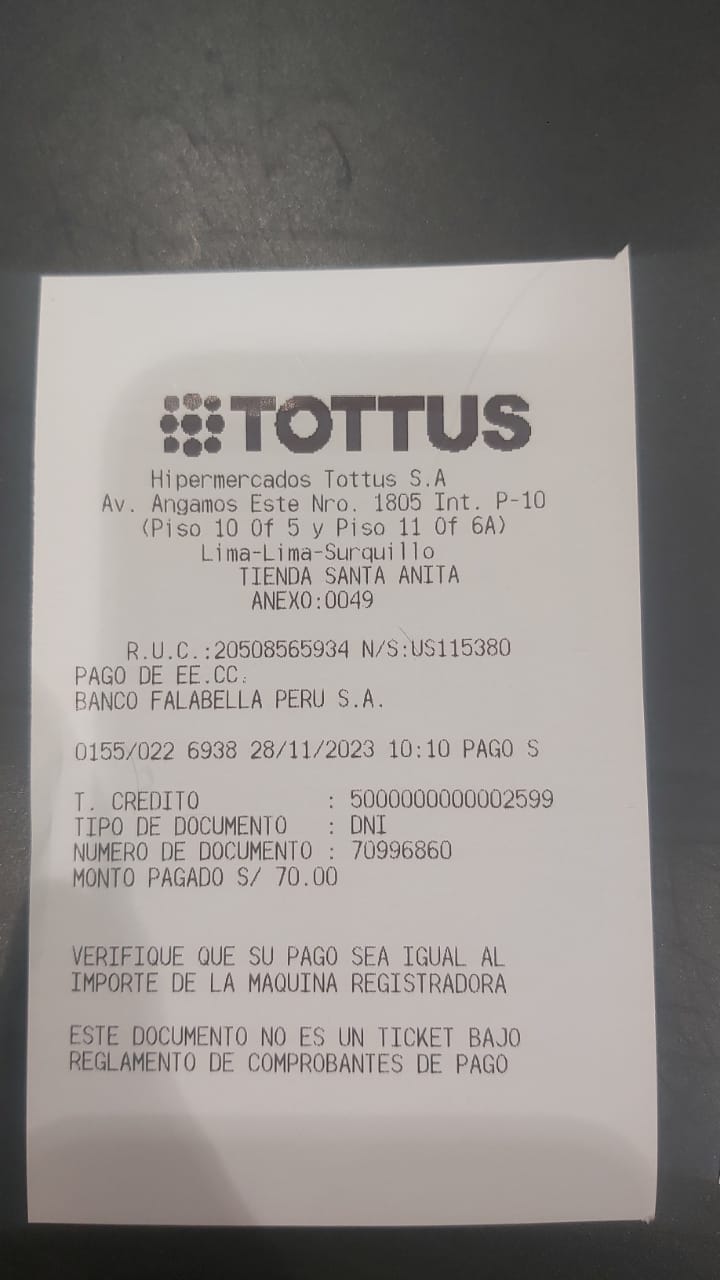 TOTTUS
Hipermercados Tottus S.A
Av. Angamos Este Nro. 1805 Int. P-10
(Piso 10 Of 5 y Piso 11 Of 6A)
Lima-Lima-Surquillo
TIENDA SANTA ANITA
ANEXO:0049
R.U.C.:20508565934 N/S:US115380
PAGO DE EE.CC.
BANCO FALABELLA PERU S.A.
0155/022 6938 28/11/2023 10:10 PAGO S
T. CREDITO : 5000000000002599
TIPO DE DOCUMENTO : DNI
NUMERO DE DOCUMENTO : 70996860
MONTO PAGADO S/ 70.00
VERIFIQUE QUE SU PAGO SEA IGUAL AL
IMPORTE DE LA MAQUINA REGISTRADORA
ESTE DOCUMENTO NO ES UN TICKET BAJO
REGLAMENTO DE COMPROBANTES DE PAGO